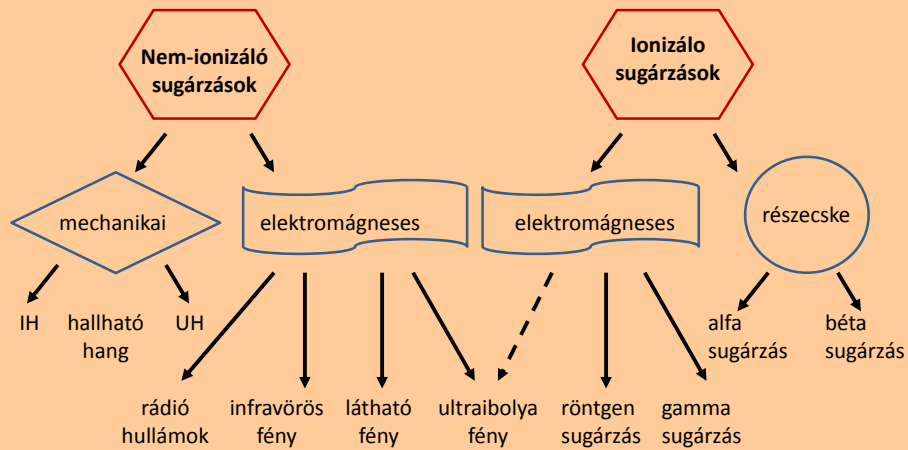 Nem-ionizáló
sugárzások
Ionizálo
sugárzások
mechanikai
elektromágneses
elektromágneses
részecske
IH
hallható
hang
UH
alfa
sugárzás
béta
sugárzás
rádió
hullámok
infravörös
fény
látható
fény
ultraibolya
fény
röntgen
sugárzás
gamma
sugárzás